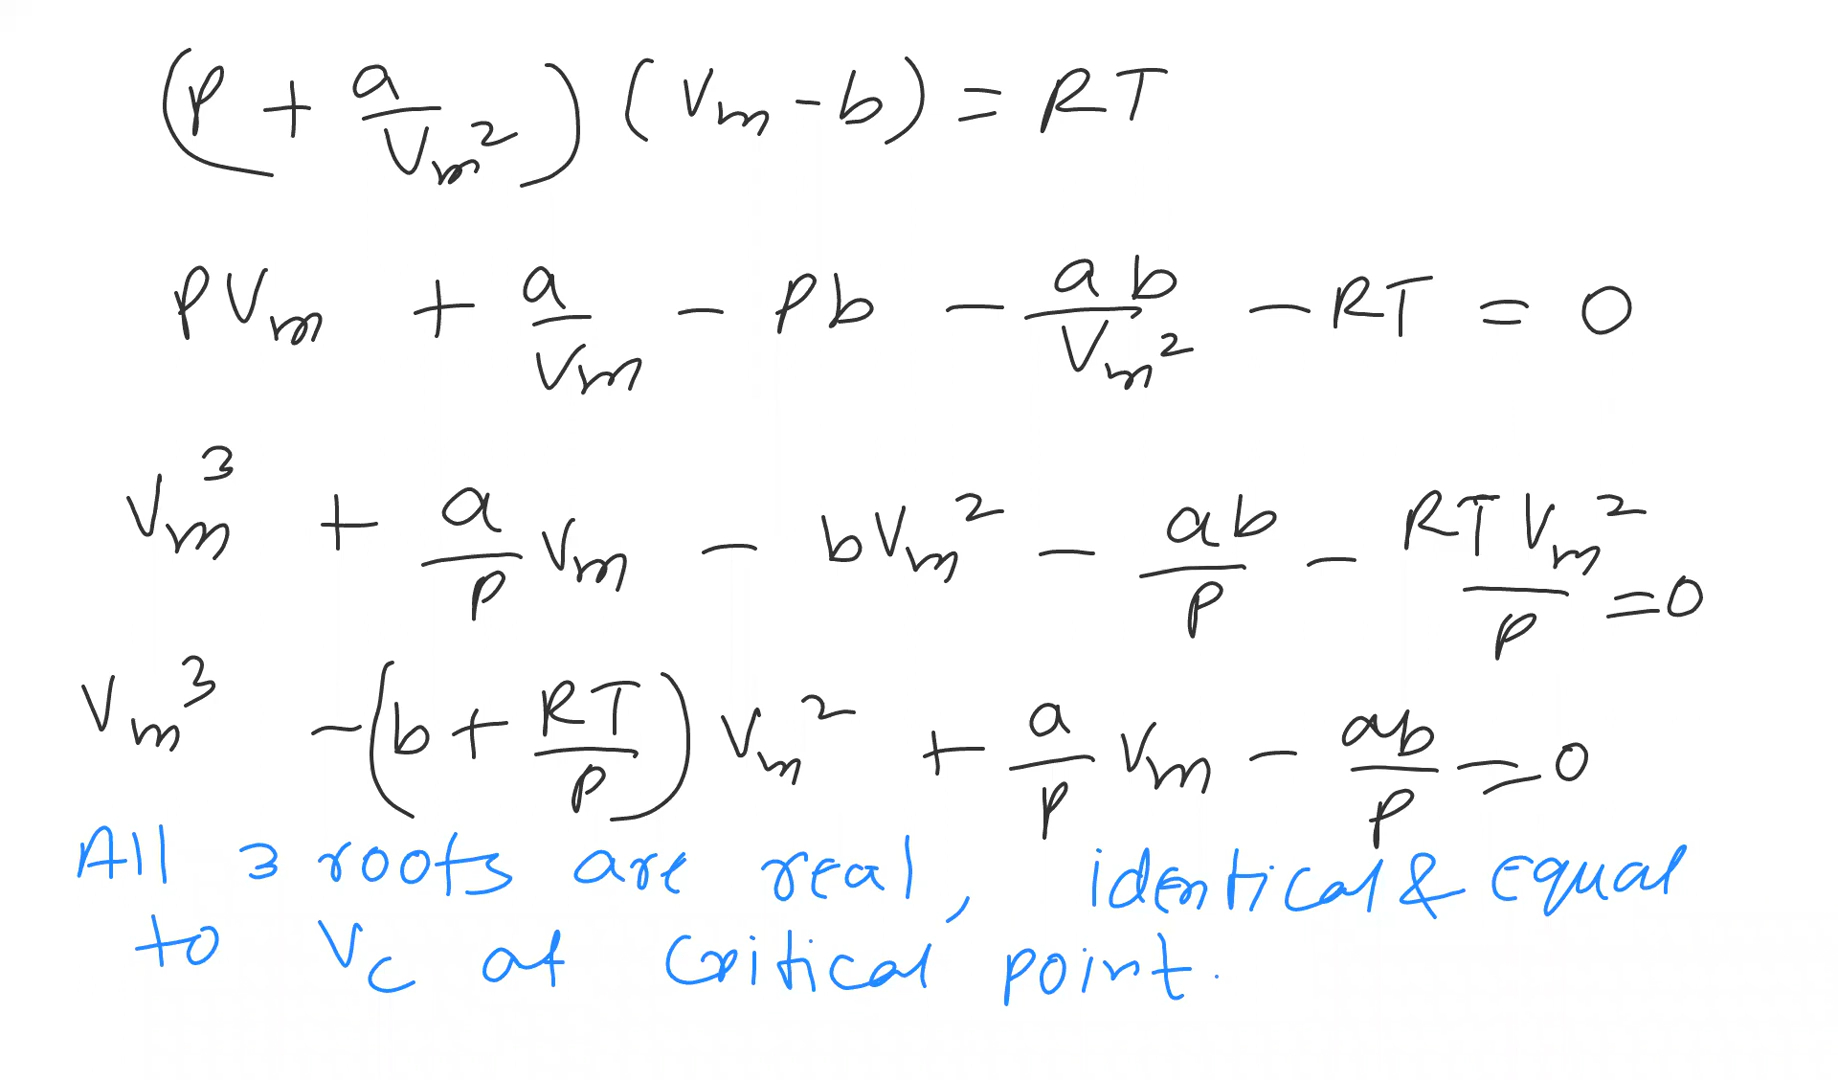 (P + a/Vm²) (Vm - b) = RT
PVm + a/Vm - Pb - ab/Vm² - RT = 0
Vm³ + a/P Vm - bVm² - ab/P - RTVm²/P = 0
Vm³ - (b + RT/P) Vm² + a/P Vm - ab/P = 0
All 3 roots are real, identical & equal
to Vc at critical point.